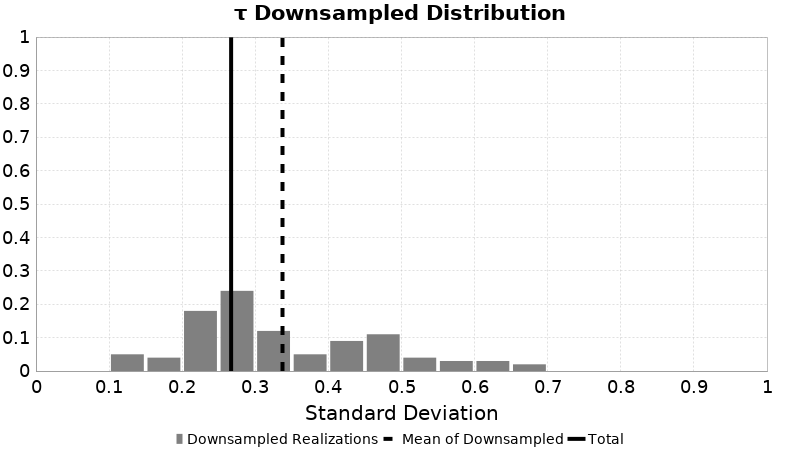 τ Downsampled Distribution
1
0.9
0.8
0.7
0.6
0.5
0.4
0.3
0.2
0.1
0
0 0.1 0.2 0.3 0.4 0.5 0.6 0.7 0.8 0.9 1
Standard Deviation
Downsampled Realizations Mean of Downsampled Total